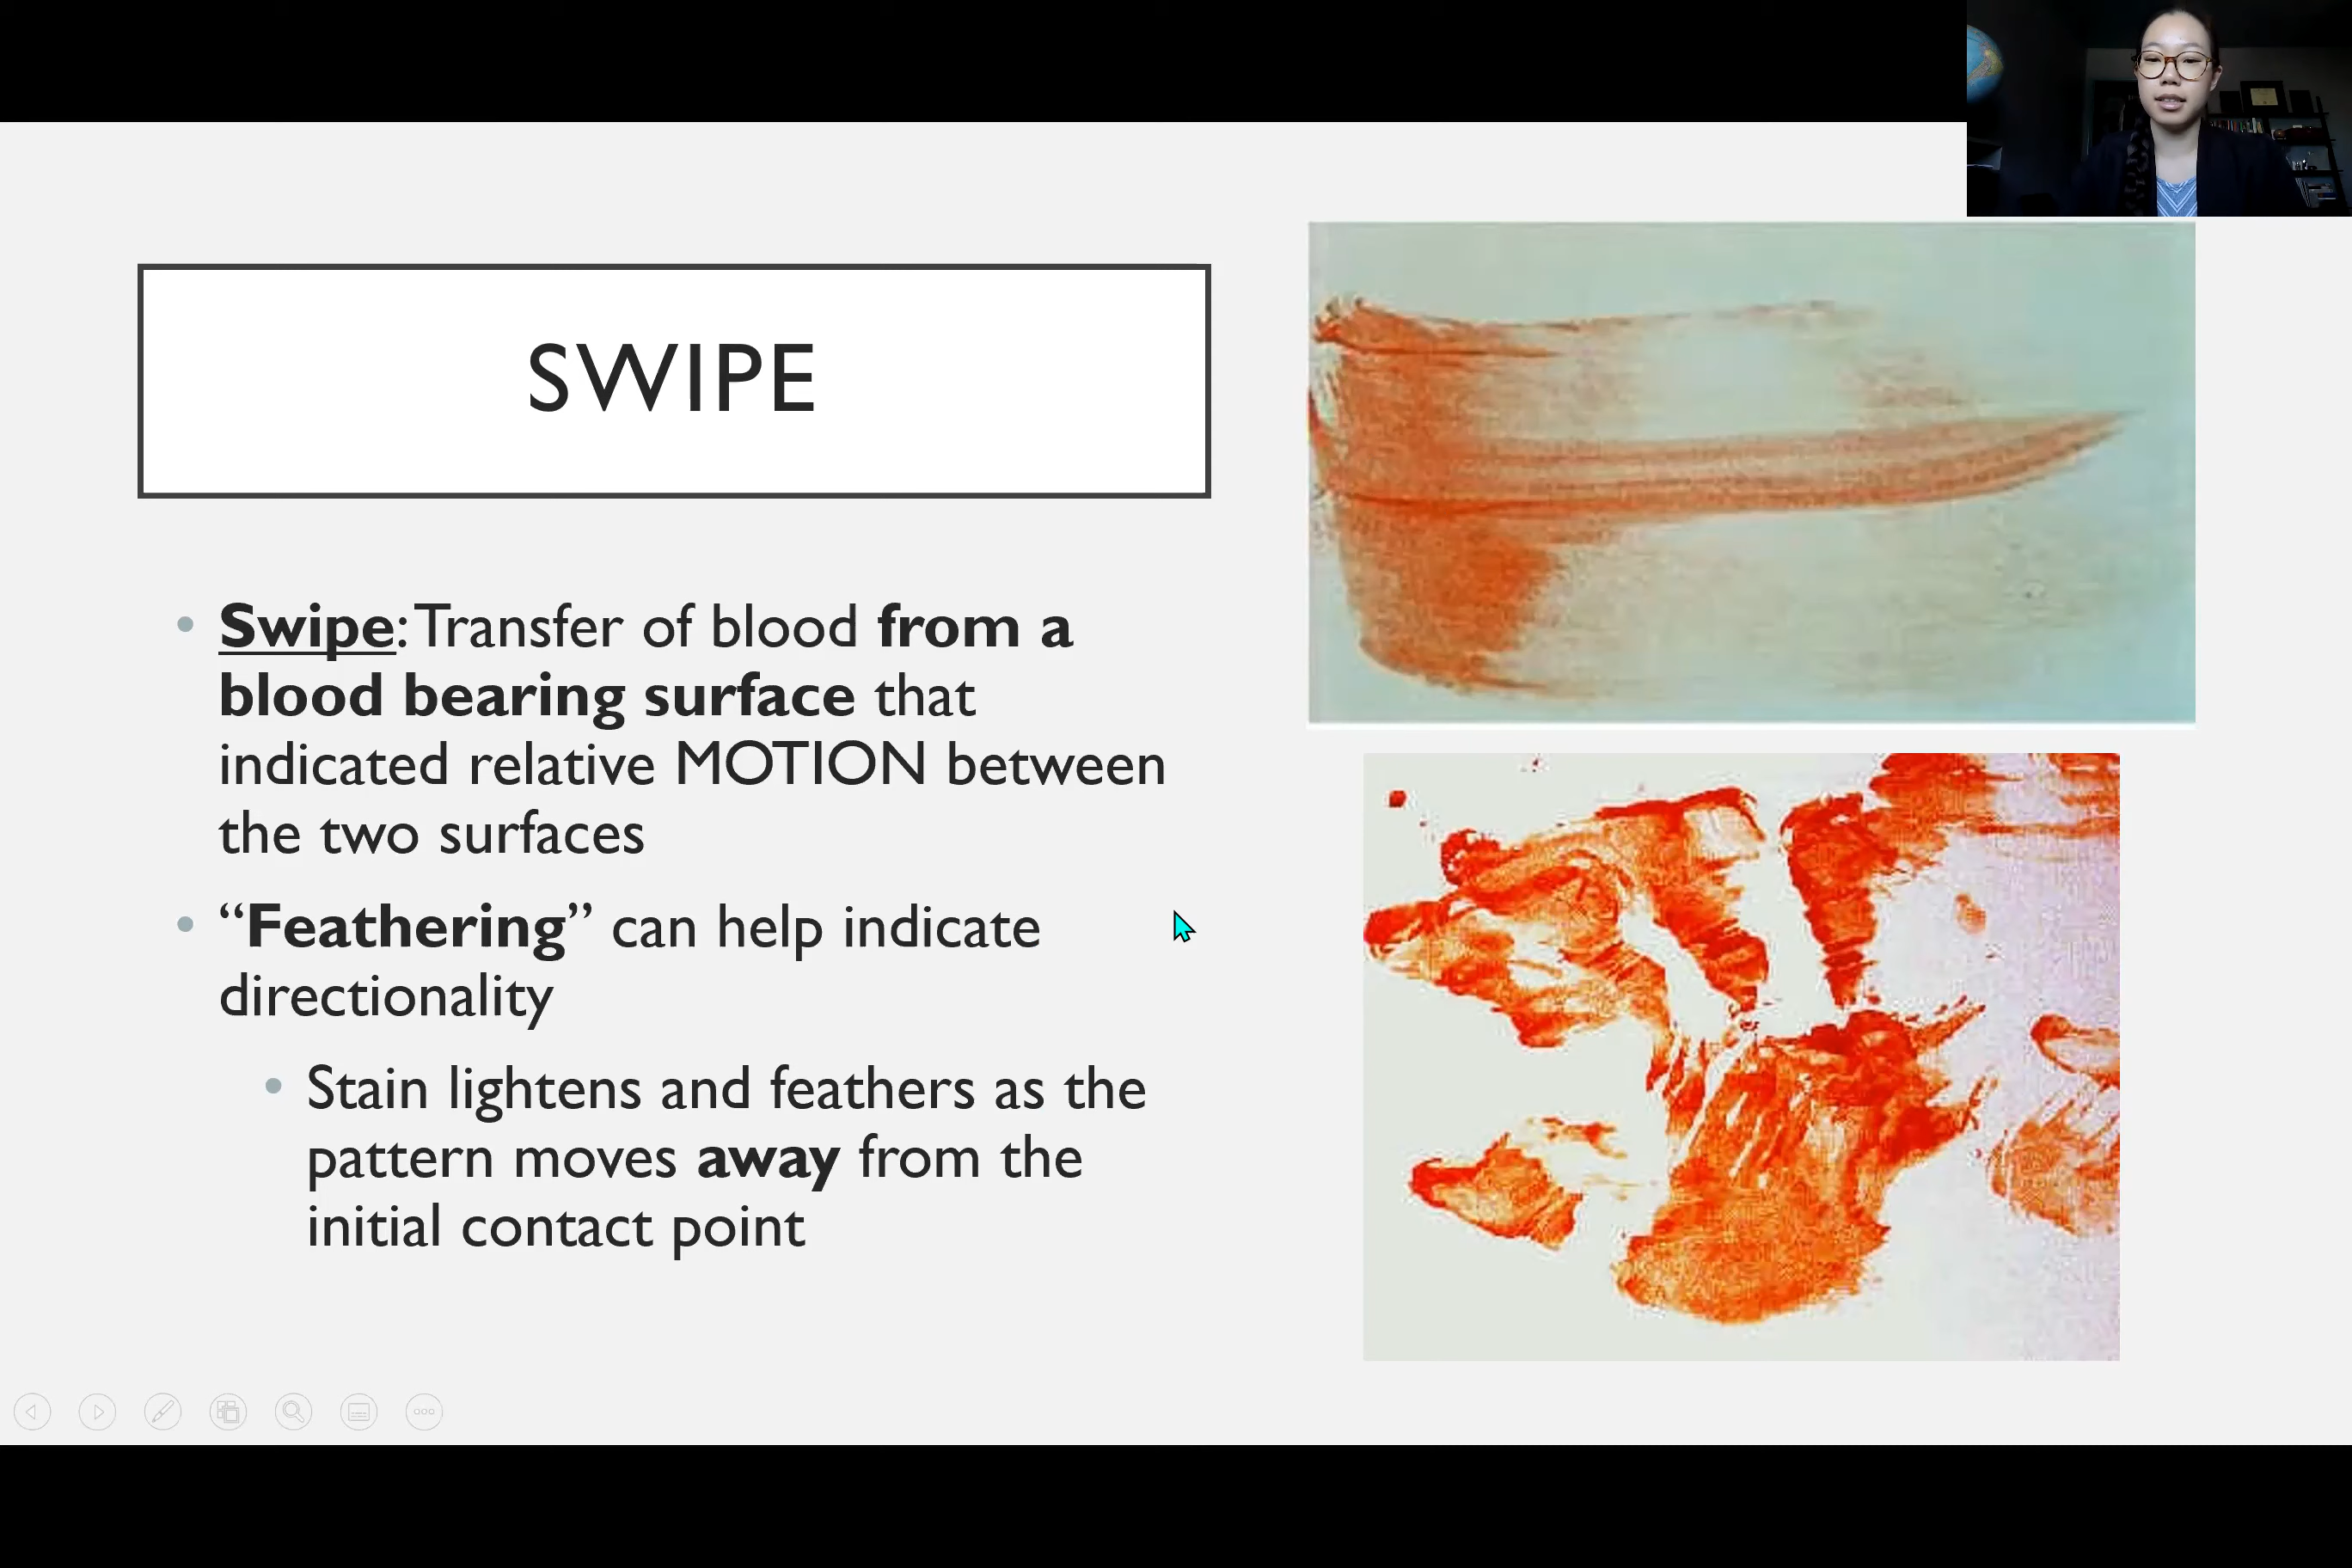 SWIPE
• Swipe: Transfer of blood from a
blood bearing surface that
indicated relative MOTION between
the two surfaces
• “Feathering” can help indicate
directionality
• Stain lightens and feathers as the
pattern moves away from the
initial contact point